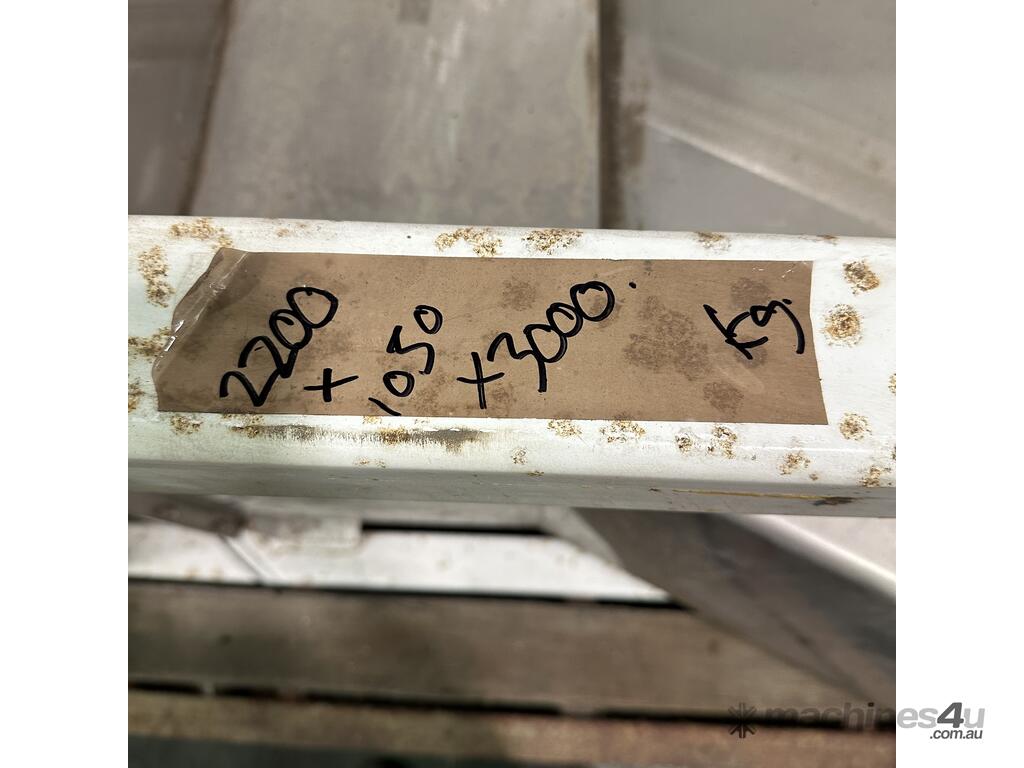 2200 + 1050 + 3000. kg.
machines4u
.com.au